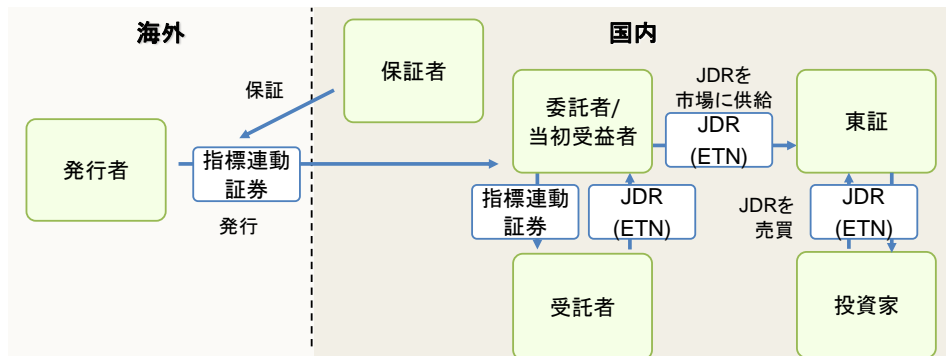 海外
国内
保証者
保証
発行者
指標連動
証券
発行
委託者/
当初受益者
JDRを
市場に供給
JDR
(ETN)
東証
指標連動
証券
JDR
(ETN)
JDRを
売買
JDR
(ETN)
受託者
投資家